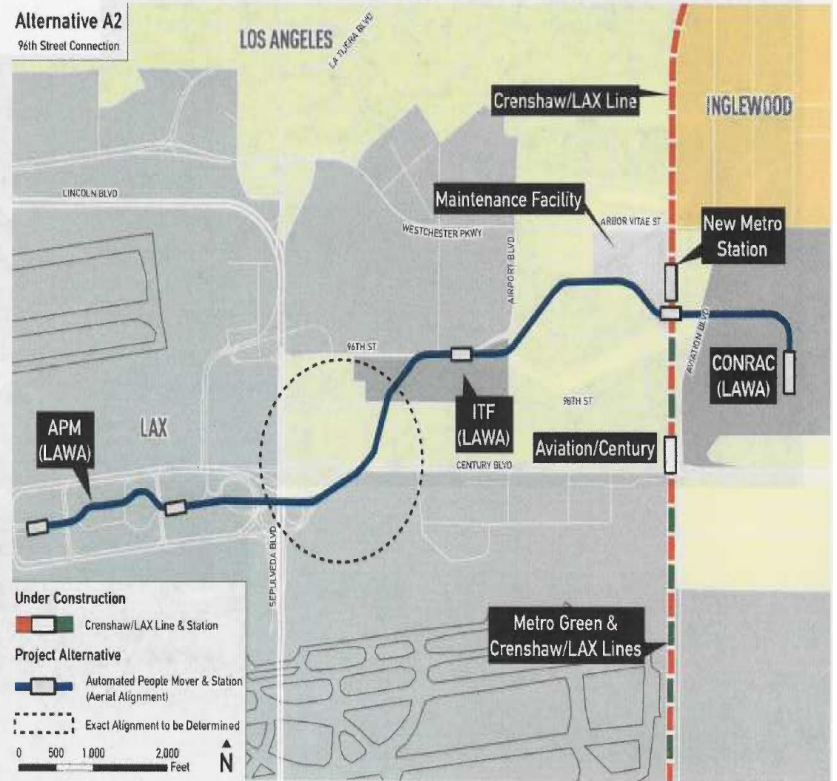 Alternative A2
96th Street Connection
LOS ANGELES
LA TIJERA BLVD
Crenshaw/LAX Line
INGLEWOOD
LINCOLN BLVD
Maintenance Facility
ARBOR VITAE ST
WESTCHESTER PKWY
New Metro
Station
AIRPORT BLVD
AVIATION BLVD
96TH ST
CONRAC
(LAWA)
98TH ST
ITF
(LAWA)
APM
(LAWA)
LAX
Aviation/Century
CENTURY BLVD
SEPULVEDA BLVD
Metro Green &
Crenshaw/LAX Lines
Under Construction
Crenshaw/LAX Line & Station
Project Alternative
Automated People Mover & Station
(Aerial Alignment)
Exact Alignment to be Determined
0 500 1,000 2,000
Feet
N